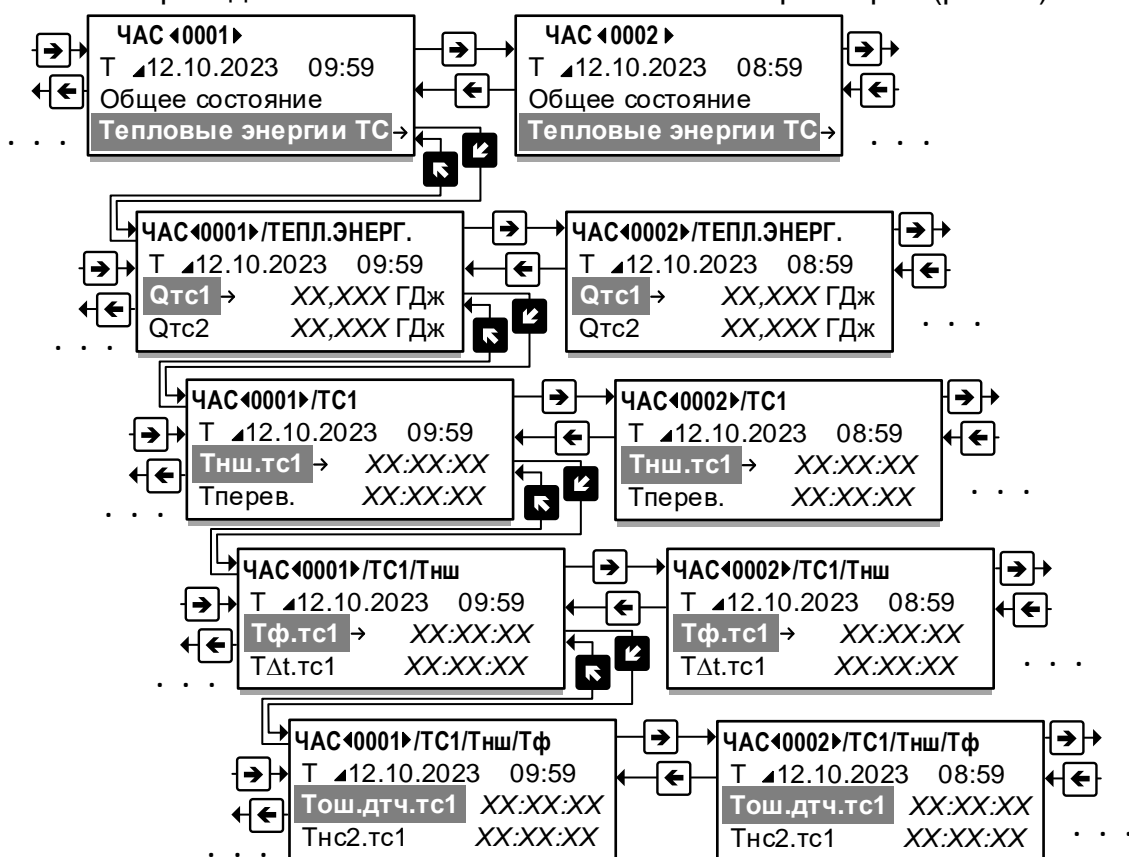 ЧАС ◂0001▸ ЧАС ◂0002▸
Т ◢12.10.2023 09:59 Т ◢12.10.2023 08:59
Общее состояние Общее состояние
Тепловые энергии ТС→ Тепловые энергии ТС→
. . . . . .
ЧАС◂0001▸/ТЕПЛ.ЭНЕРГ. ЧАС◂0002▸/ТЕПЛ.ЭНЕРГ.
Т ◢12.10.2023 09:59 Т ◢12.10.2023 08:59
Qтс1→ XX,XXX ГДж Qтс1→ XX,XXX ГДж
Qтс2 XX,XXX ГДж Qтс2 XX,XXX ГДж
. . . . . .
ЧАС◂0001▸/ТС1 ЧАС◂0002▸/ТС1
Т ◢12.10.2023 09:59 Т ◢12.10.2023 08:59
Тнш.тс1→ XX:XX:XX Тнш.тс1→ XX:XX:XX
Тперев. XX:XX:XX Тперев. XX:XX:XX
. . . . . .
ЧАС◂0001▸/ТС1/Тнш ЧАС◂0002▸/ТС1/Тнш
Т ◢12.10.2023 09:59 Т ◢12.10.2023 08:59
Тф.тс1→ XX:XX:XX Тф.тс1→ XX:XX:XX
Т∆t.тс1 XX:XX:XX Т∆t.тс1 XX:XX:XX
. . . . . .
ЧАС◂0001▸/ТС1/Тнш/Тф ЧАС◂0002▸/ТС1/Тнш/Тф
Т ◢12.10.2023 09:59 Т ◢12.10.2023 08:59
Тош.дтч.тс1 XX:XX:XX Тош.дтч.тс1 XX:XX:XX
Тнс2.тс1 XX:XX:XX Тнс2.тс1 XX:XX:XX
. . . . . .